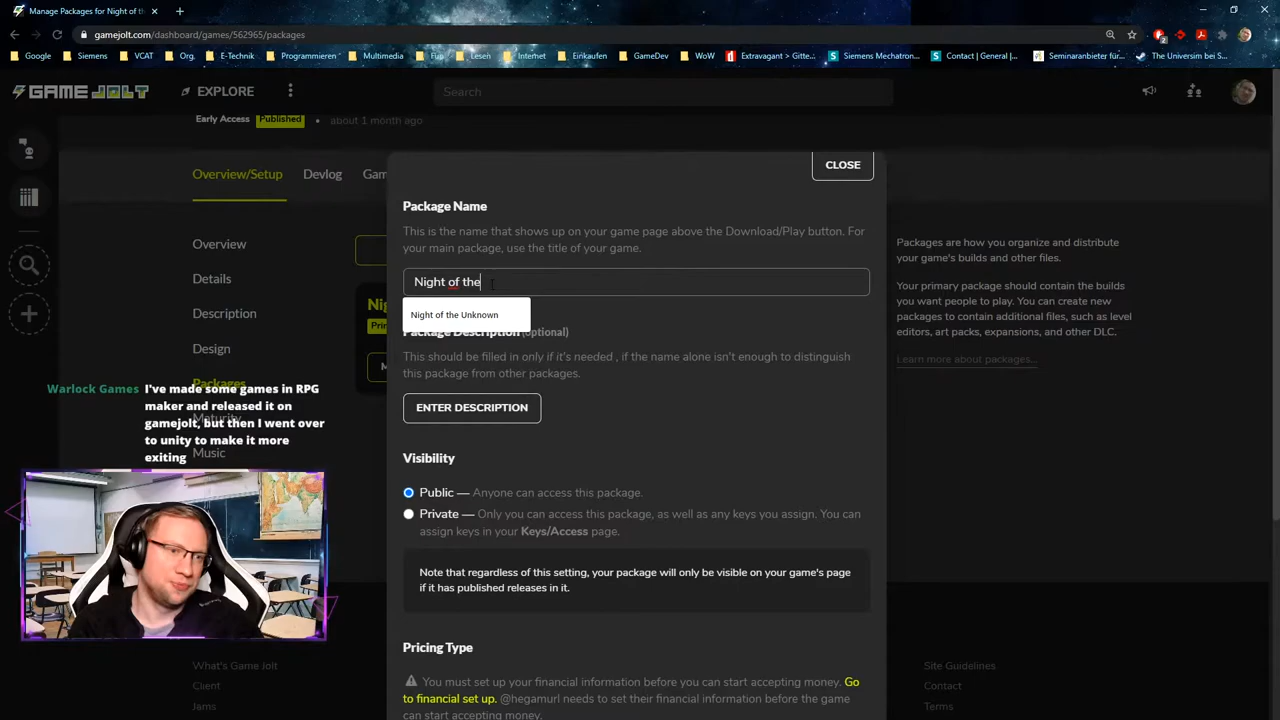 Manage Packages for Night of th
gamejolt.com/dashboard/games/562965/packages
Google Siemens VCAT Org. E-Technik Programmieren Multimedia Fup Lesen Internet Einkaufen GameDev WoW Extravagant > Gitte... Siemens Mechatron... Contact | General |... Seminaranbieter für... The Universim bei S...
GAME JOLT EXPLORE Search
Early Access Published • about 1 month ago
Overview/Setup Devlog Gam
CLOSE
Package Name
This is the name that shows up on your game page above the Download/Play button. For
your main package, use the title of your game.
Night of the
Night of the Unknown
Package Description (optional)
This should be filled in only if it's needed , if the name alone isn't enough to distinguish
this package from other packages.
ENTER DESCRIPTION
Visibility
Public — Anyone can access this package.
Private — Only you can access this package, as well as any keys you assign. You can
assign keys in your Keys/Access page.
Note that regardless of this setting, your package will only be visible on your game's page
if it has published releases in it.
Pricing Type
You must set up your financial information before you can start accepting money. Go
to financial set up. @hegamurl needs to set their financial information before the game
can start accepting money.
Overview
Details
Description
Design
Packages
Maturity
Music
Nig
Pri
M
Packages are how you organize and distribute
your game's builds and other files.
Your primary package should contain the builds
you want people to play. You can create new
packages to contain additional files, such as level
editors, art packs, expansions, and other DLC.
Learn more about packages...
Warlock Games I've made some games in RPG
maker and released it on
gamejolt, but then I went over
to unity to make it more
exiting
What's Game Jolt
Client
Jams
Site Guidelines
Contact
Terms